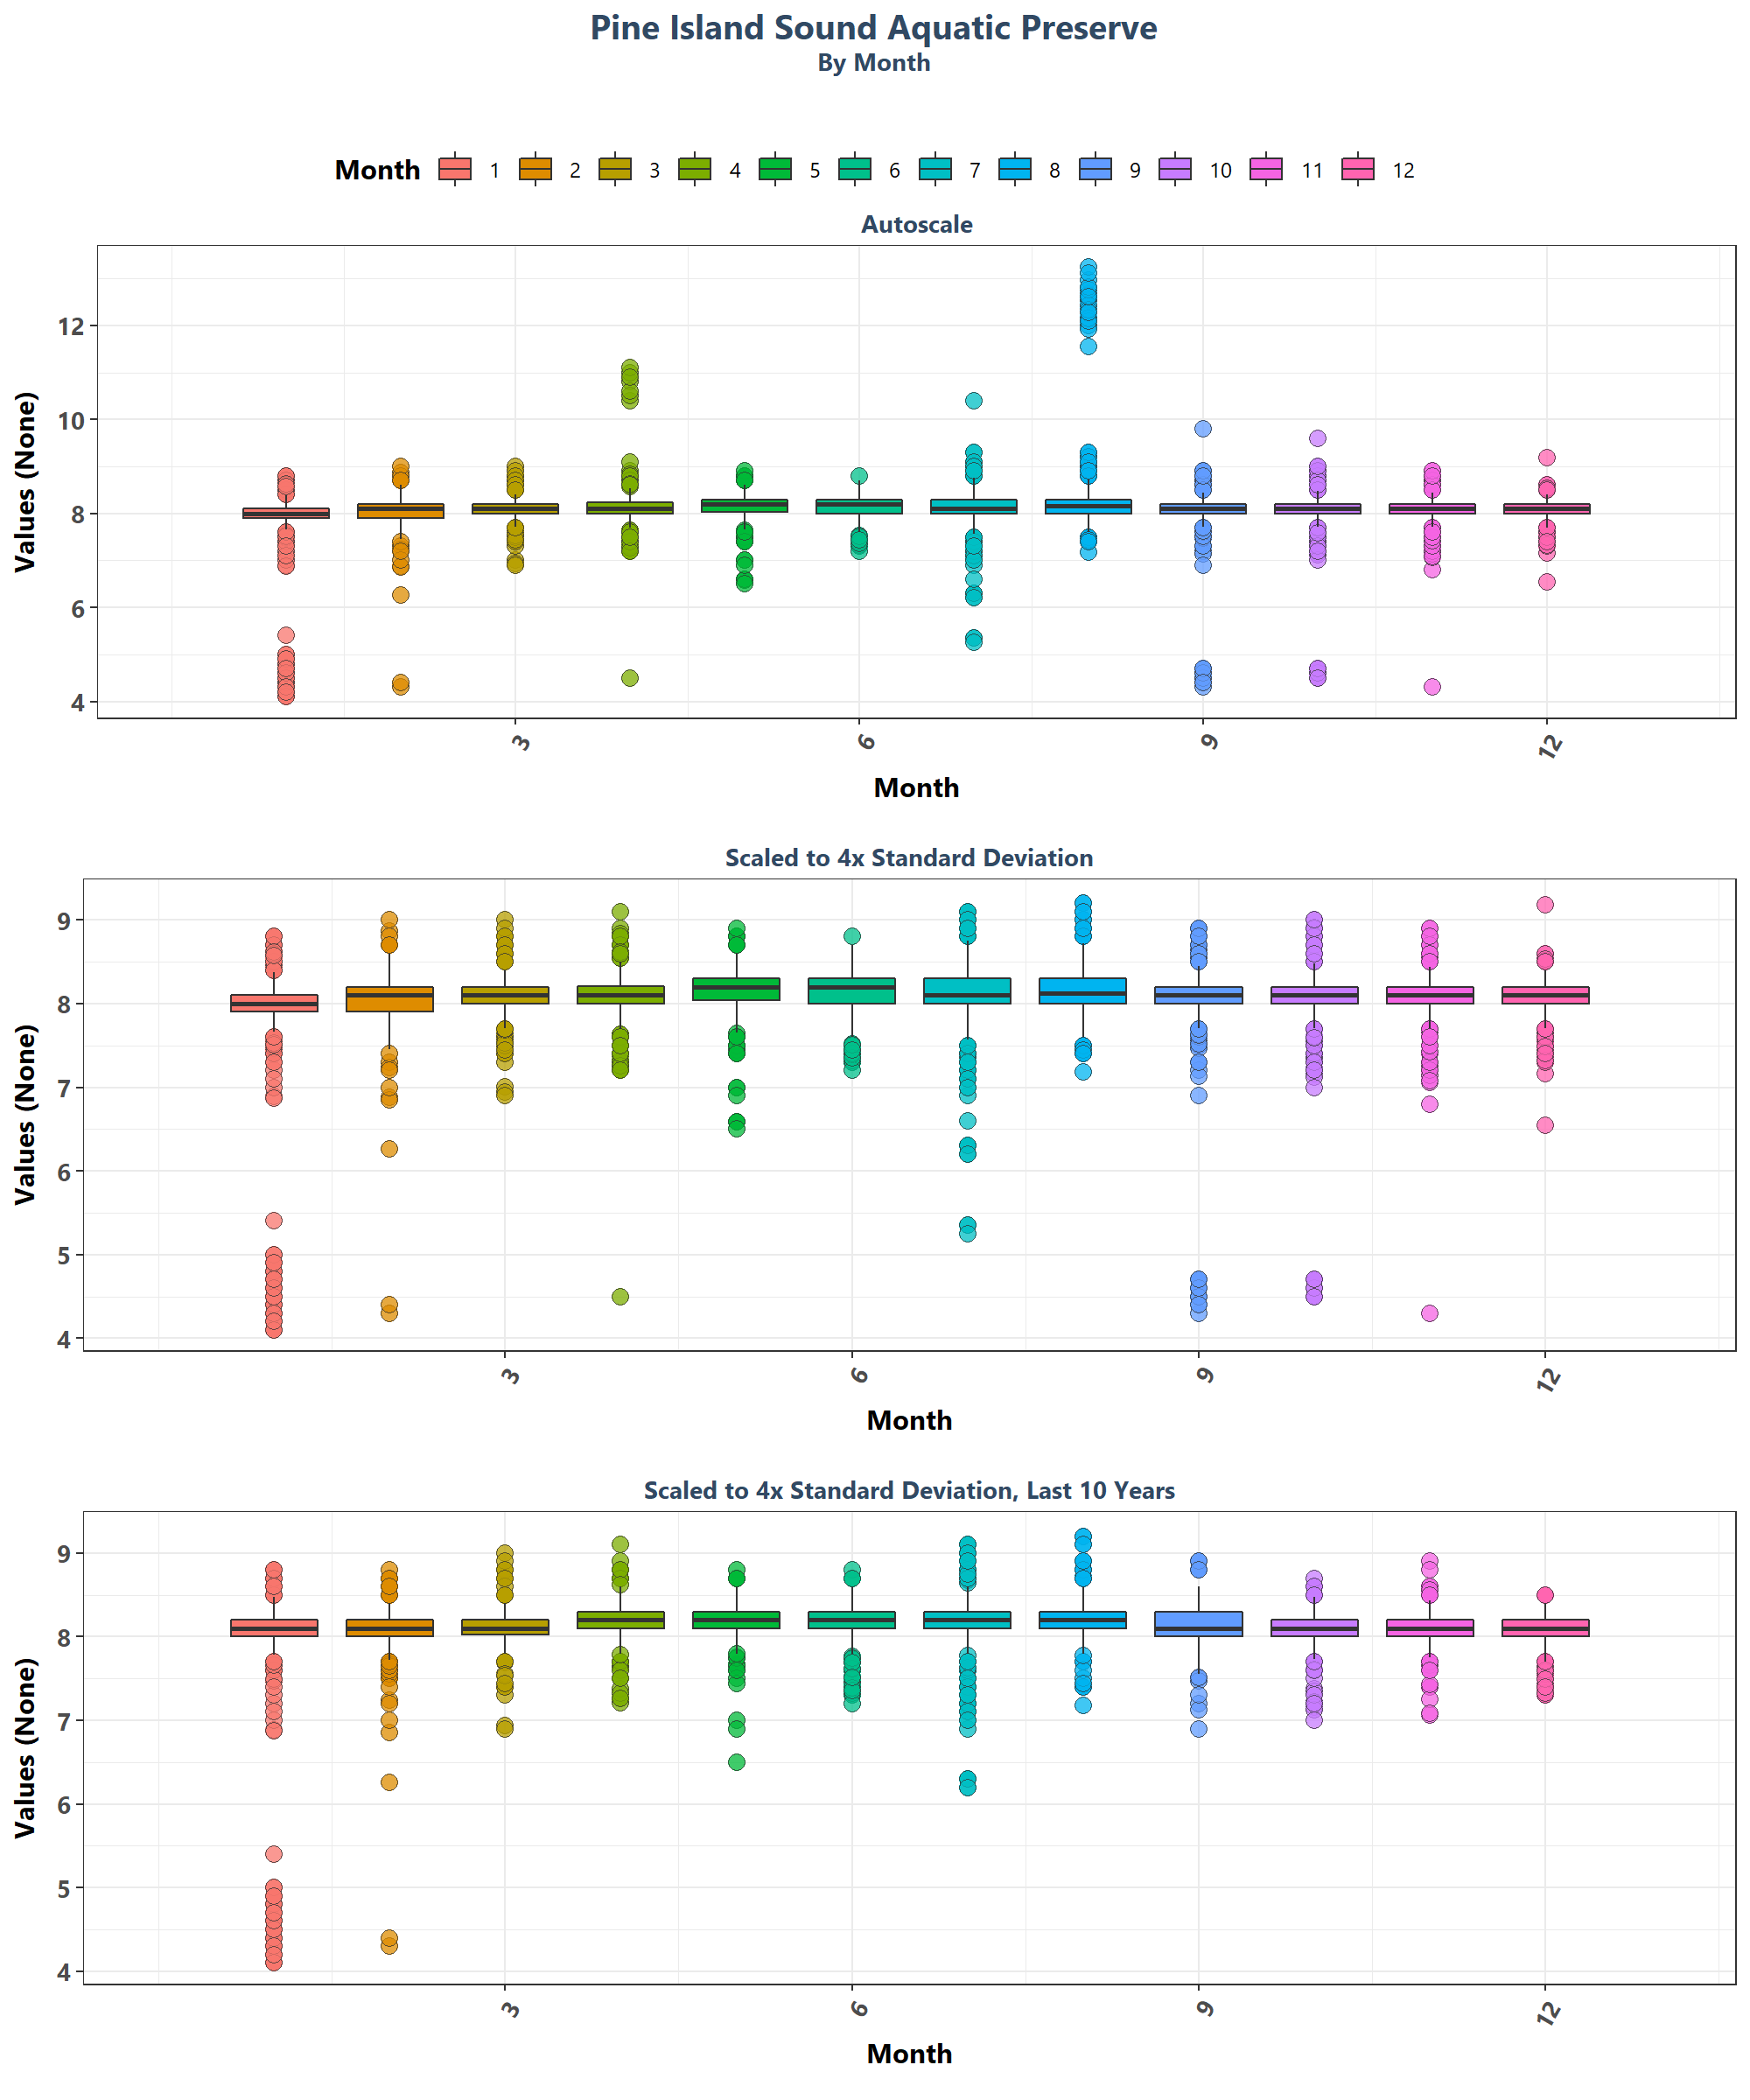 Pine Island Sound Aquatic Preserve
By Month
Month 1 2 3 4 5 6 7 8 9 10 11 12
Autoscale
Values (None)
12
10
8
6
4
3 6 9 12
Month
Scaled to 4x Standard Deviation
Values (None)
9
8
7
6
5
4
3 6 9 12
Month
Scaled to 4x Standard Deviation, Last 10 Years
Values (None)
9
8
7
6
5
4
3 6 9 12
Month